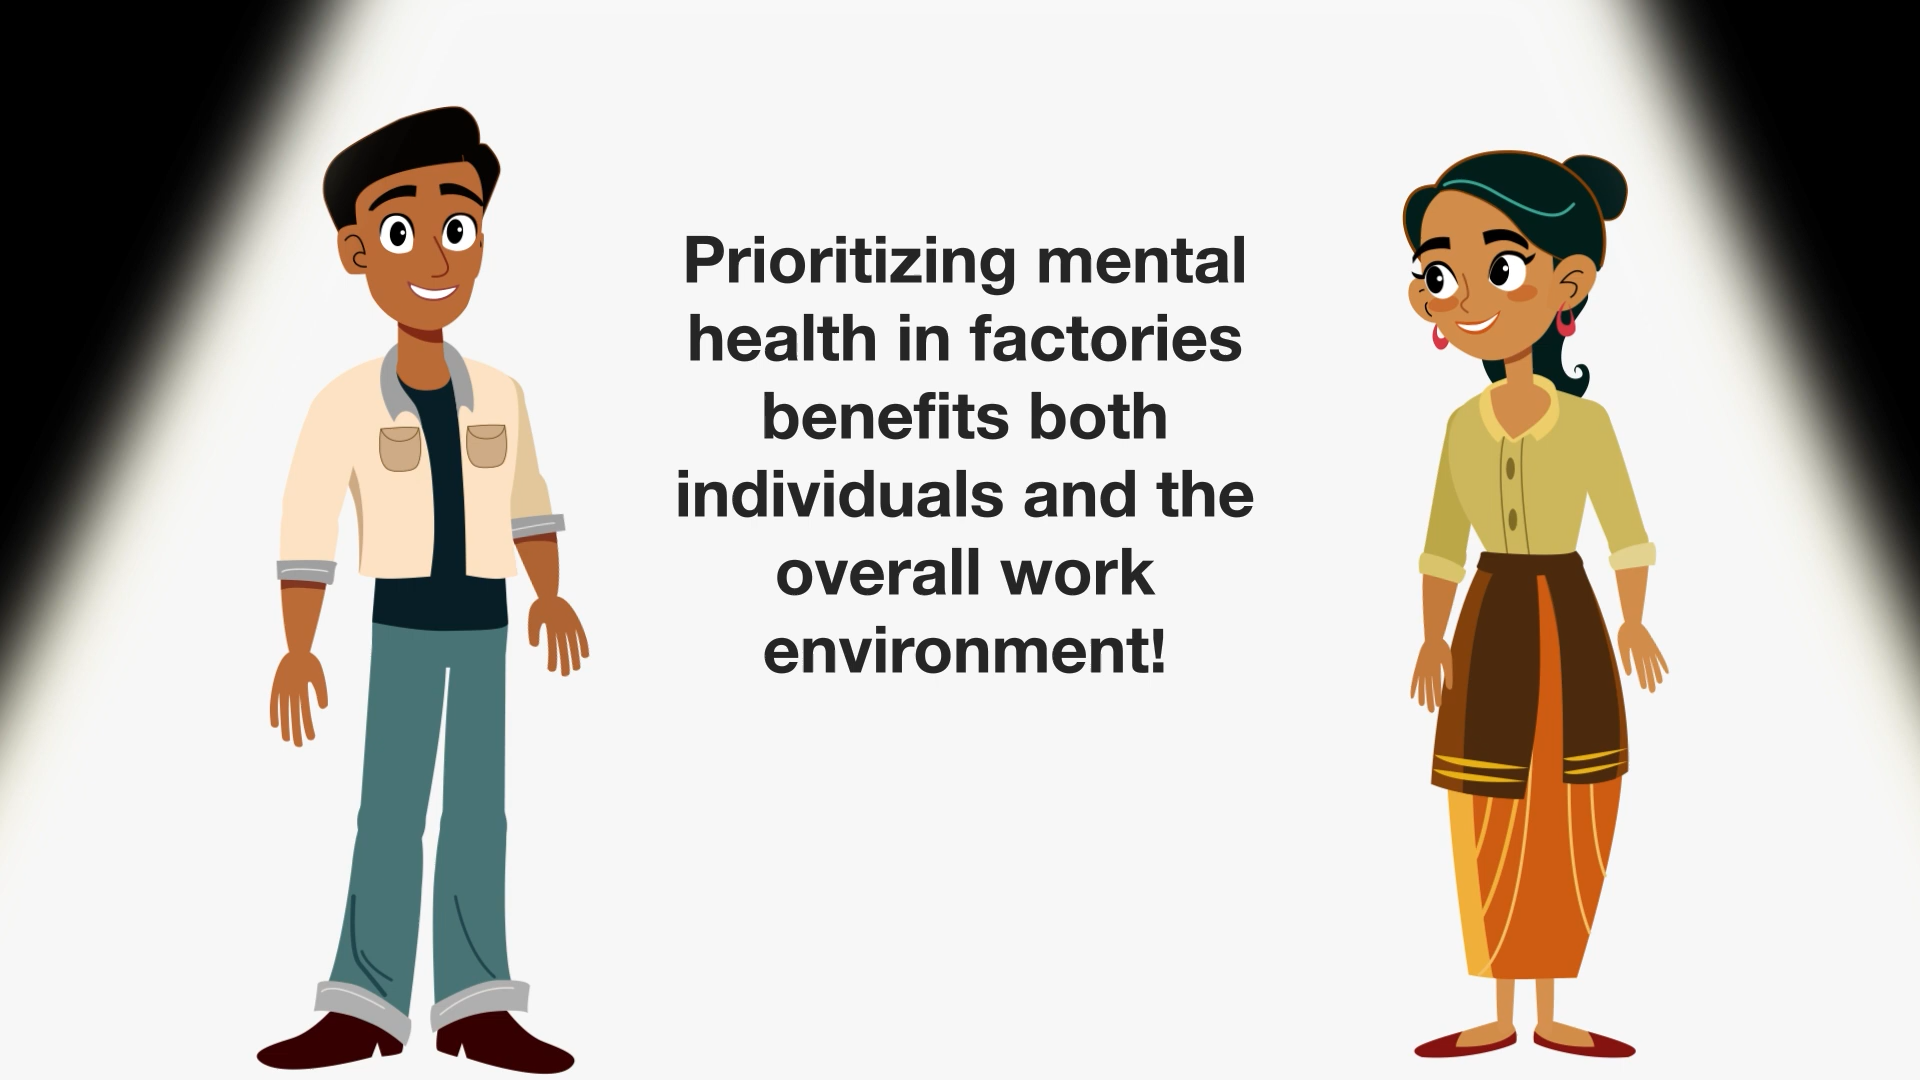 Prioritizing mental
health in factories
benefits both
individuals and the
overall work
environment!